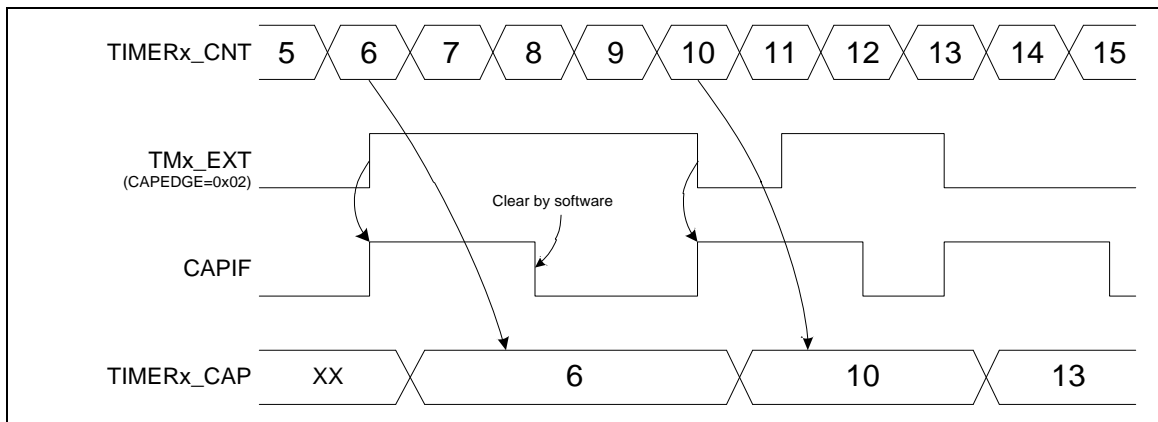 TIMERx_CNT 5 6 7 8 9 10 11 12 13 14 15
TMx_EXT
(CAPEDGE=0x02)
Clear by software
CAPIF
TIMERx_CAP XX 6 10 13